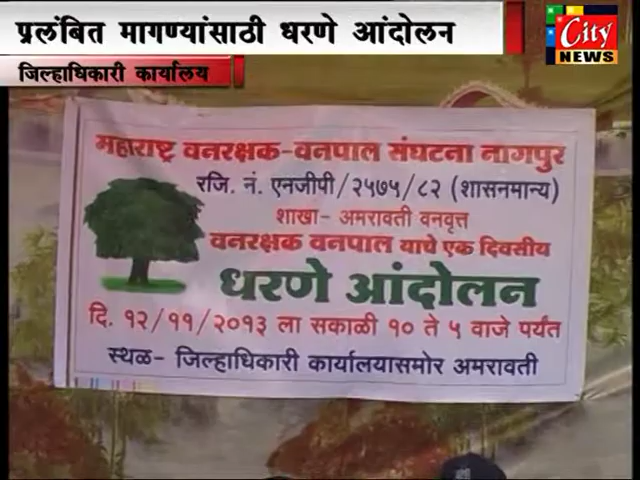 प्रलंबित मागण्यांसाठी धरणे आंदोलन
City
NEWS
जिल्हाधिकारी कार्यालय
महाराष्ट्र वनरक्षक-वनपाल संघटना नागपुर
रजि. नं. एनजीपी/२५७५/८२ (शासनमान्य)
शाखा- अमरावती वनवृत्त
वनरक्षक वनपाल याचे एक दिवसीय
धरणे आंदोलन
दि. १२/११/२०१३ ला सकाळी १० ते ५ वाजे पर्यंत
स्थळ- जिल्हाधिकारी कार्यालयासमोर अमरावती